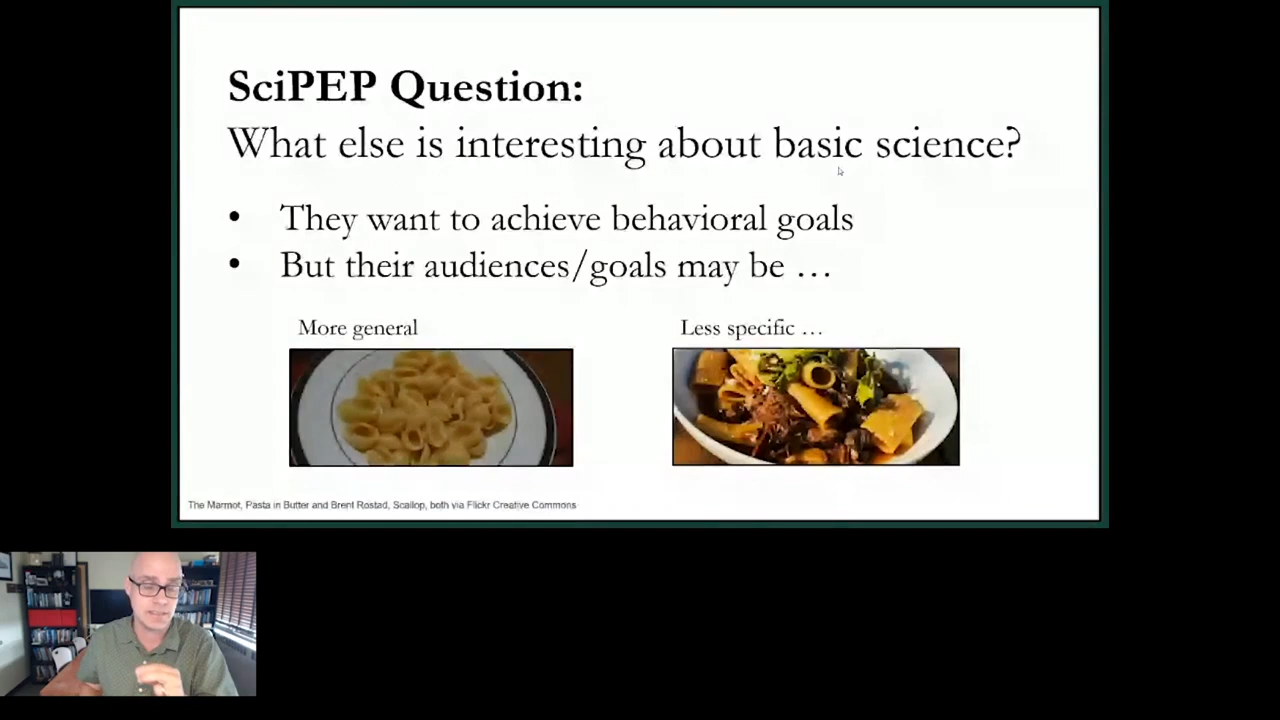 SciPEP Question:
What else is interesting about basic science?
• They want to achieve behavioral goals
• But their audiences/goals may be …
More general
Less specific …
The Marmot, Pasta in Butter and Brent Rostad, Scallop, both via Flickr Creative Commons